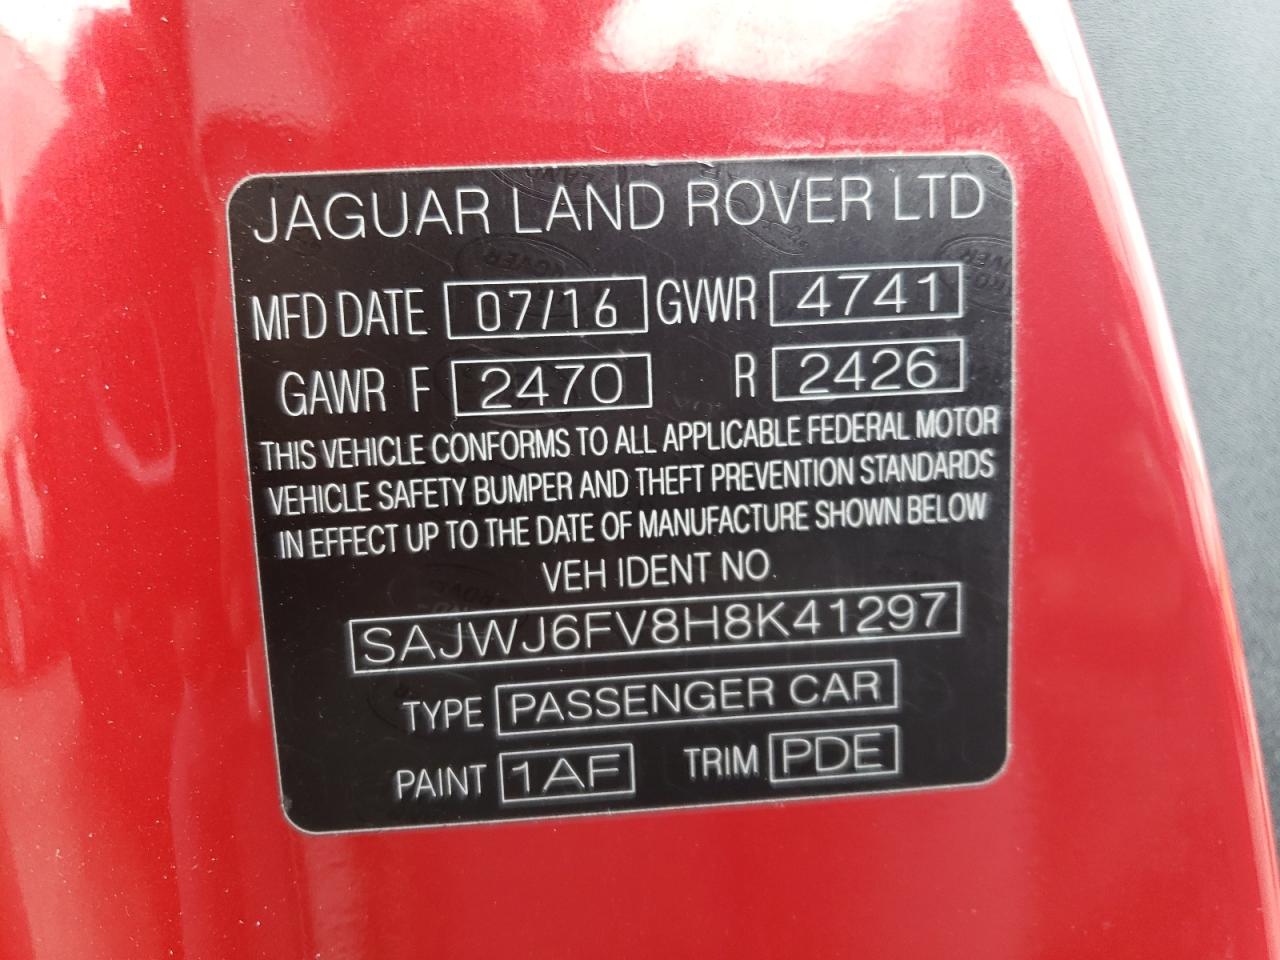 JAGUAR LAND ROVER LTD
MFD DATE 07/16 GVWR 4741
GAWR F 2470 R 2426
THIS VEHICLE CONFORMS TO ALL APPLICABLE FEDERAL MOTOR
VEHICLE SAFETY BUMPER AND THEFT PREVENTION STANDARDS
IN EFFECT UP TO THE DATE OF MANUFACTURE SHOWN BELOW
VEH IDENT NO
SAJWJ6FV8H8K41297
TYPE PASSENGER CAR
PAINT 1AF TRIM PDE